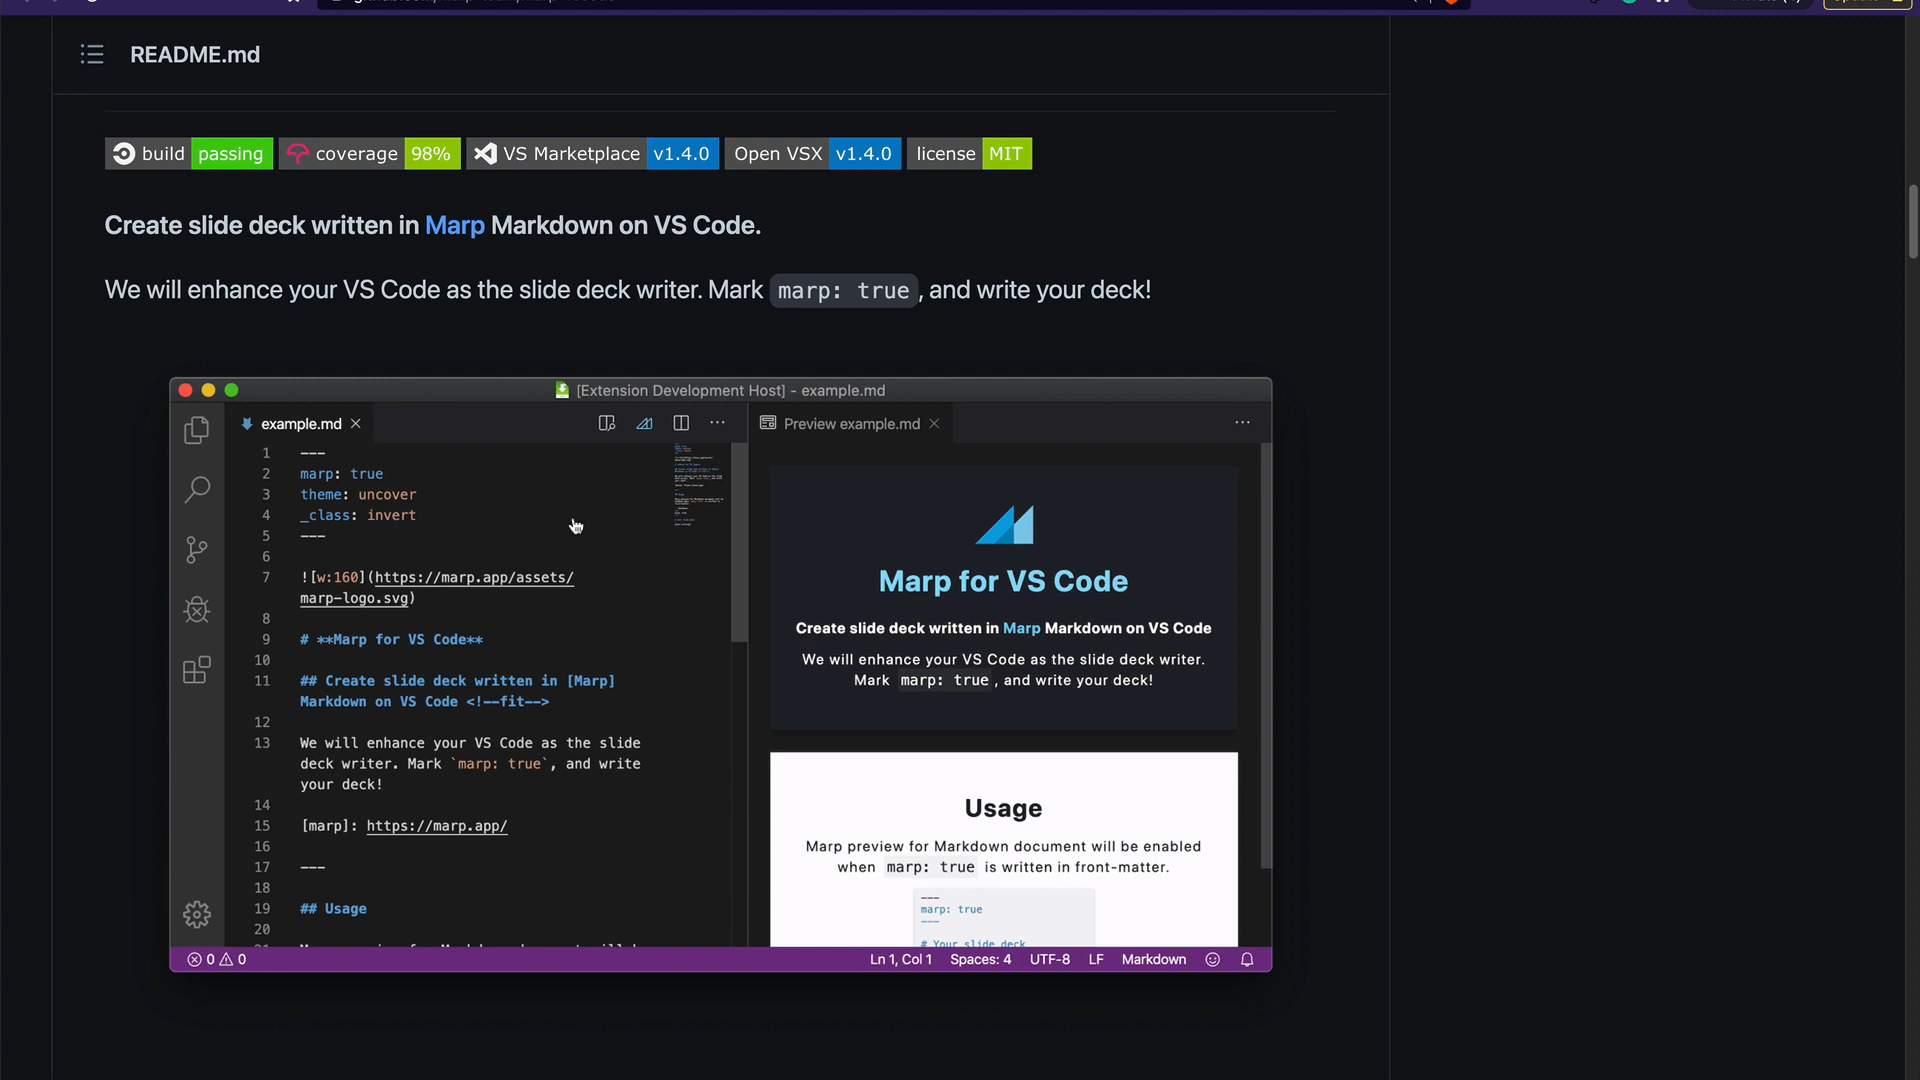 README.md
build passing coverage 98% VS Marketplace v1.4.0 Open VSX v1.4.0 license MIT
Create slide deck written in Marp Markdown on VS Code.
We will enhance your VS Code as the slide deck writer. Mark marp: true, and write your deck!
[Extension Development Host] - example.md
example.md
1 ---
2 marp: true
3 theme: uncover
4 _class: invert
5 ---
6
7 ![w:160](https://marp.app/assets/
marp-logo.svg)
8
9 # **Marp for VS Code**
10
11 ## Create slide deck written in [Marp]
Markdown on VS Code <!--fit-->
12
13 We will enhance your VS Code as the slide
deck writer. Mark `marp: true`, and write
your deck!
14
15 [marp]: https://marp.app/
16
17 ---
18
19 ## Usage
20
Preview example.md
Marp for VS Code
Create slide deck written in Marp Markdown on VS Code
We will enhance your VS Code as the slide deck writer.
Mark marp: true, and write your deck!
Usage
Marp preview for Markdown document will be enabled
when marp: true is written in front-matter.
---
marp: true
---
# Your slide deck
0 0
Ln 1, Col 1 Spaces: 4 UTF-8 LF Markdown